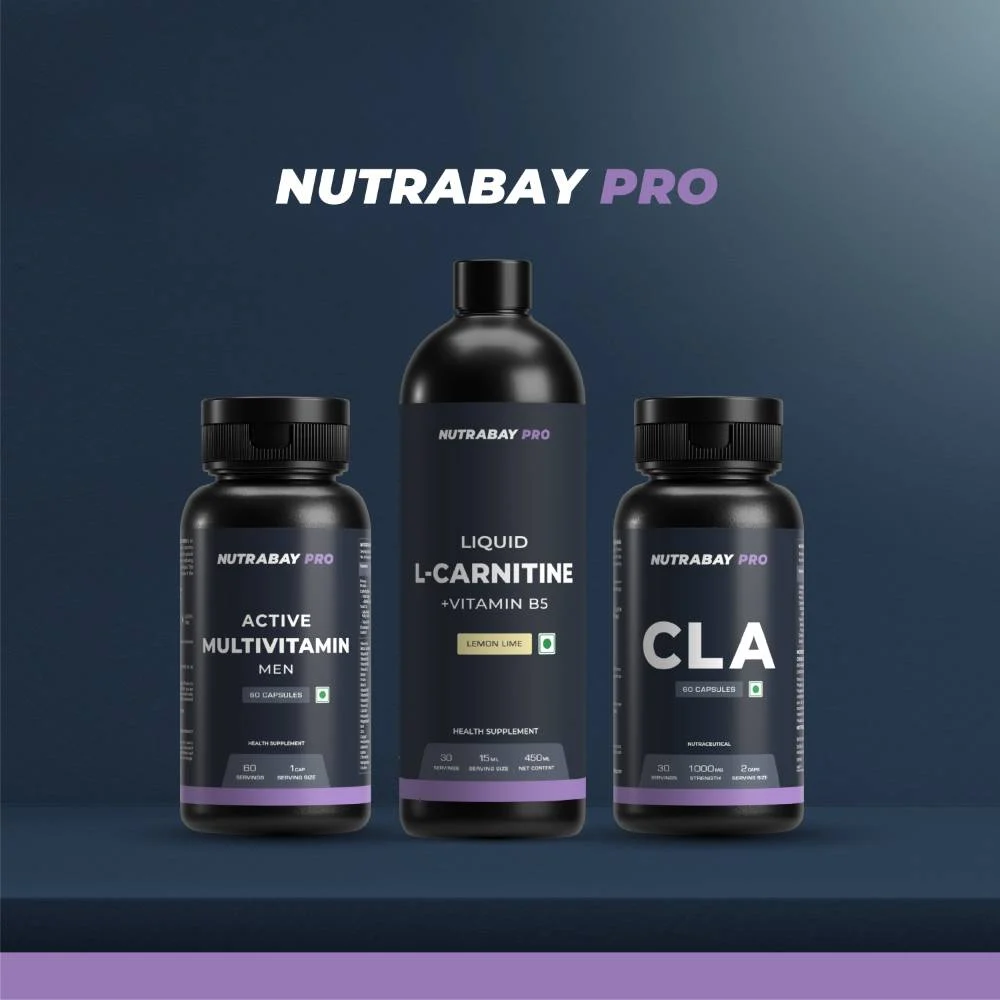 NUTRABAY PRO
NUTRABAY PRO
ACTIVE
MULTIVITAMIN
MEN
60 CAPSULES
HEALTH SUPPLEMENT
60 1 CAP
SERVINGS SERVING SIZE
NUTRABAY PRO
LIQUID
L-CARNITINE
+VITAMIN B5
LEMON LIME
HEALTH SUPPLEMENT
30 15 ML 450 ML
SERVINGS SERVING SIZE NET CONTENT
NUTRABAY PRO
CLA
60 CAPSULES
NUTRACEUTICAL
30 1000 MG 2 CAPS
SERVINGS STRENGTH SERVING SIZE